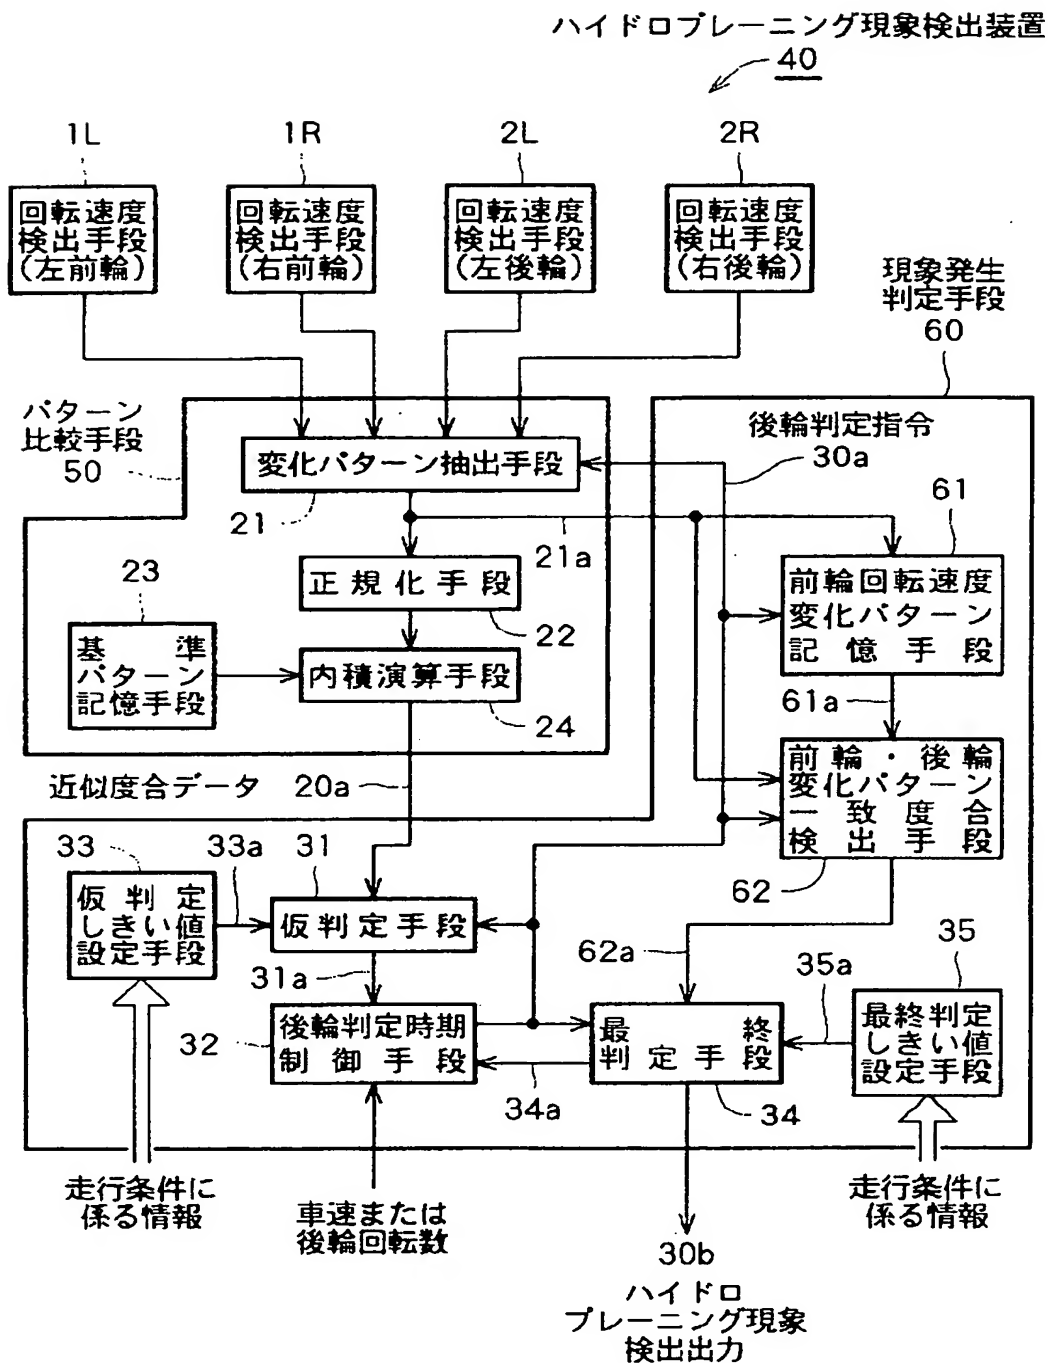 ハイドロプレーニング現象検出装置
40
1L
1R
2L
2R
回転速度
検出手段
(左前輪)
回転速度
検出手段
(右前輪)
回転速度
検出手段
(左後輪)
回転速度
検出手段
(右後輪)
現象発生
判定手段
60
パターン
比較手段
50
変化パターン抽出手段
21
後輪判定指令
30a
21a
61
正規化手段
22
前輪回転速度
変化パターン
記憶手段
23
基準
パターン
記憶手段
内積演算手段
24
61a
近似度合データ
20a
前輪・後輪
変化パターン
一致度合
検出手段
62
33
33a
31
仮判定
しきい値
設定手段
仮判定手段
31a
62a
35a
35
32
後輪判定時期
制御手段
34a
最終
判定手段
34
最終判定
しきい値
設定手段
走行条件に
係る情報
車速または
後輪回転数
30b
走行条件に
係る情報
ハイドロ
プレーニング現象
検出出力